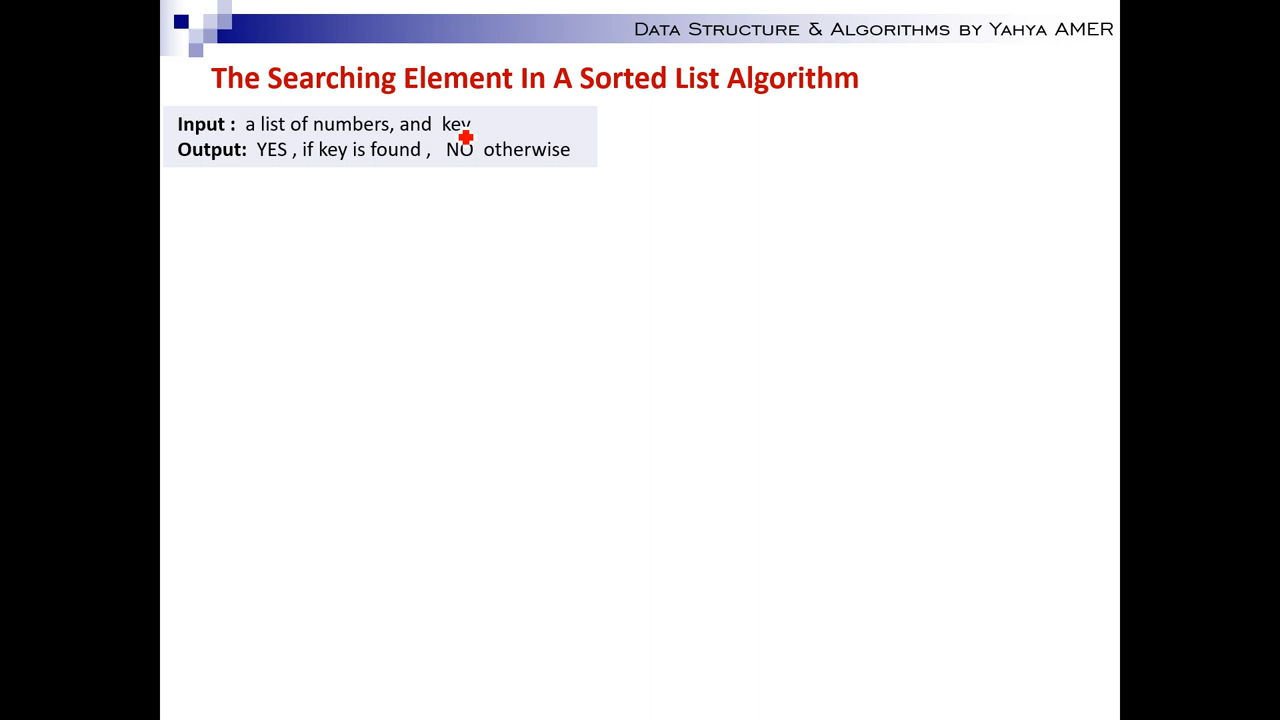 Data Structure & Algorithms by Yahya AMER
The Searching Element In A Sorted List Algorithm
Input : a list of numbers, and key
Output: YES , if key is found , NO otherwise